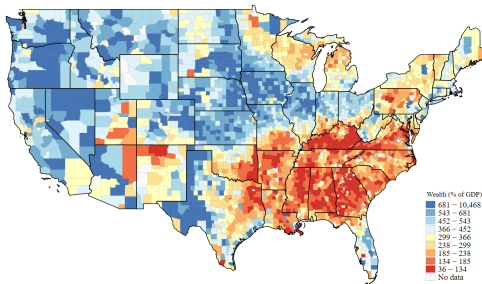 Wealth (% of GDP)
681 − 10,468
543 − 681
452 − 543
366 − 452
299 − 366
238 − 299
185 − 238
134 − 185
36 − 134
No data